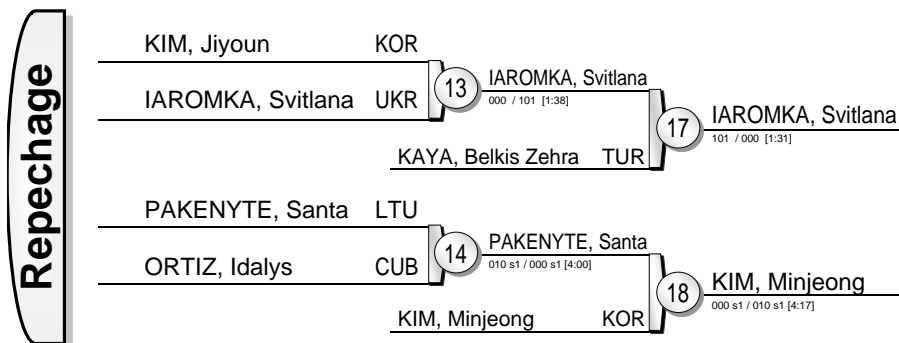 Repechage
KIM, Jiyoun KOR
IAROMKA, Svitlana UKR
13
IAROMKA, Svitlana
000 / 101 [1:38]
KAYA, Belkis Zehra TUR
17
IAROMKA, Svitlana
101 / 000 [1:31]
PAKENYTE, Santa LTU
ORTIZ, Idalys CUB
14
PAKENYTE, Santa
010 s1 / 000 s1 [4:00]
KIM, Minjeong KOR
18
KIM, Minjeong
000 s1 / 010 s1 [4:17]